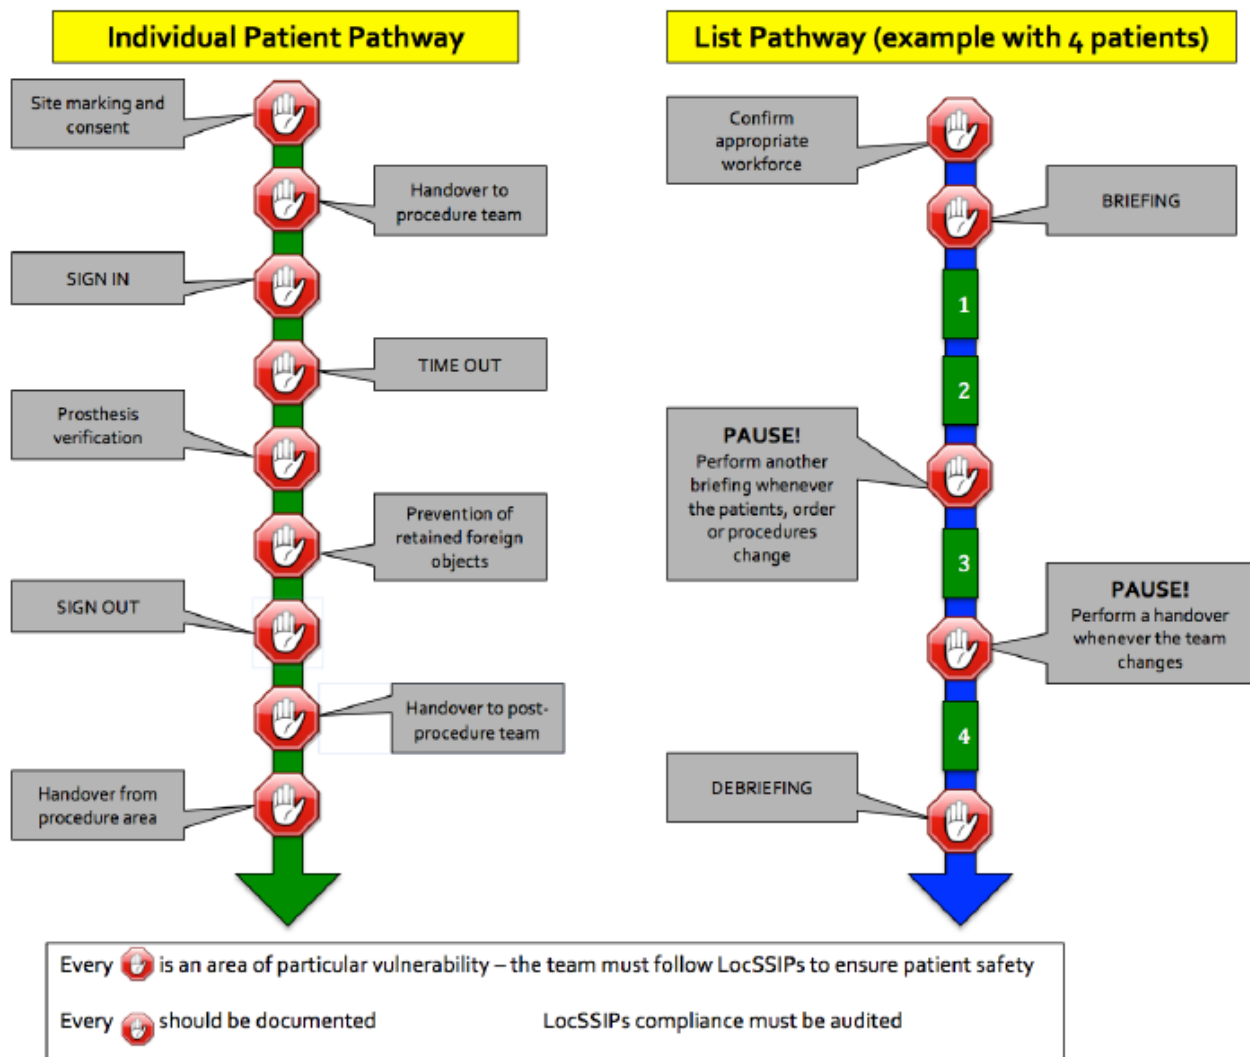 Individual Patient Pathway
Site marking and
consent
Handover to
procedure team
SIGN IN
TIME OUT
Prosthesis
verification
Prevention of
retained foreign
objects
SIGN OUT
Handover to post-
procedure team
Handover from
procedure area
List Pathway (example with 4 patients)
Confirm
appropriate
workforce
BRIEFING
1
2
PAUSE!
Perform another
briefing whenever
the patients, order
or procedures
change
3
PAUSE!
Perform a handover
whenever the team
changes
4
DEBRIEFING
Every is an area of particular vulnerability – the team must follow LocSSIPs to ensure patient safety
Every should be documented LocSSIPs compliance must be audited